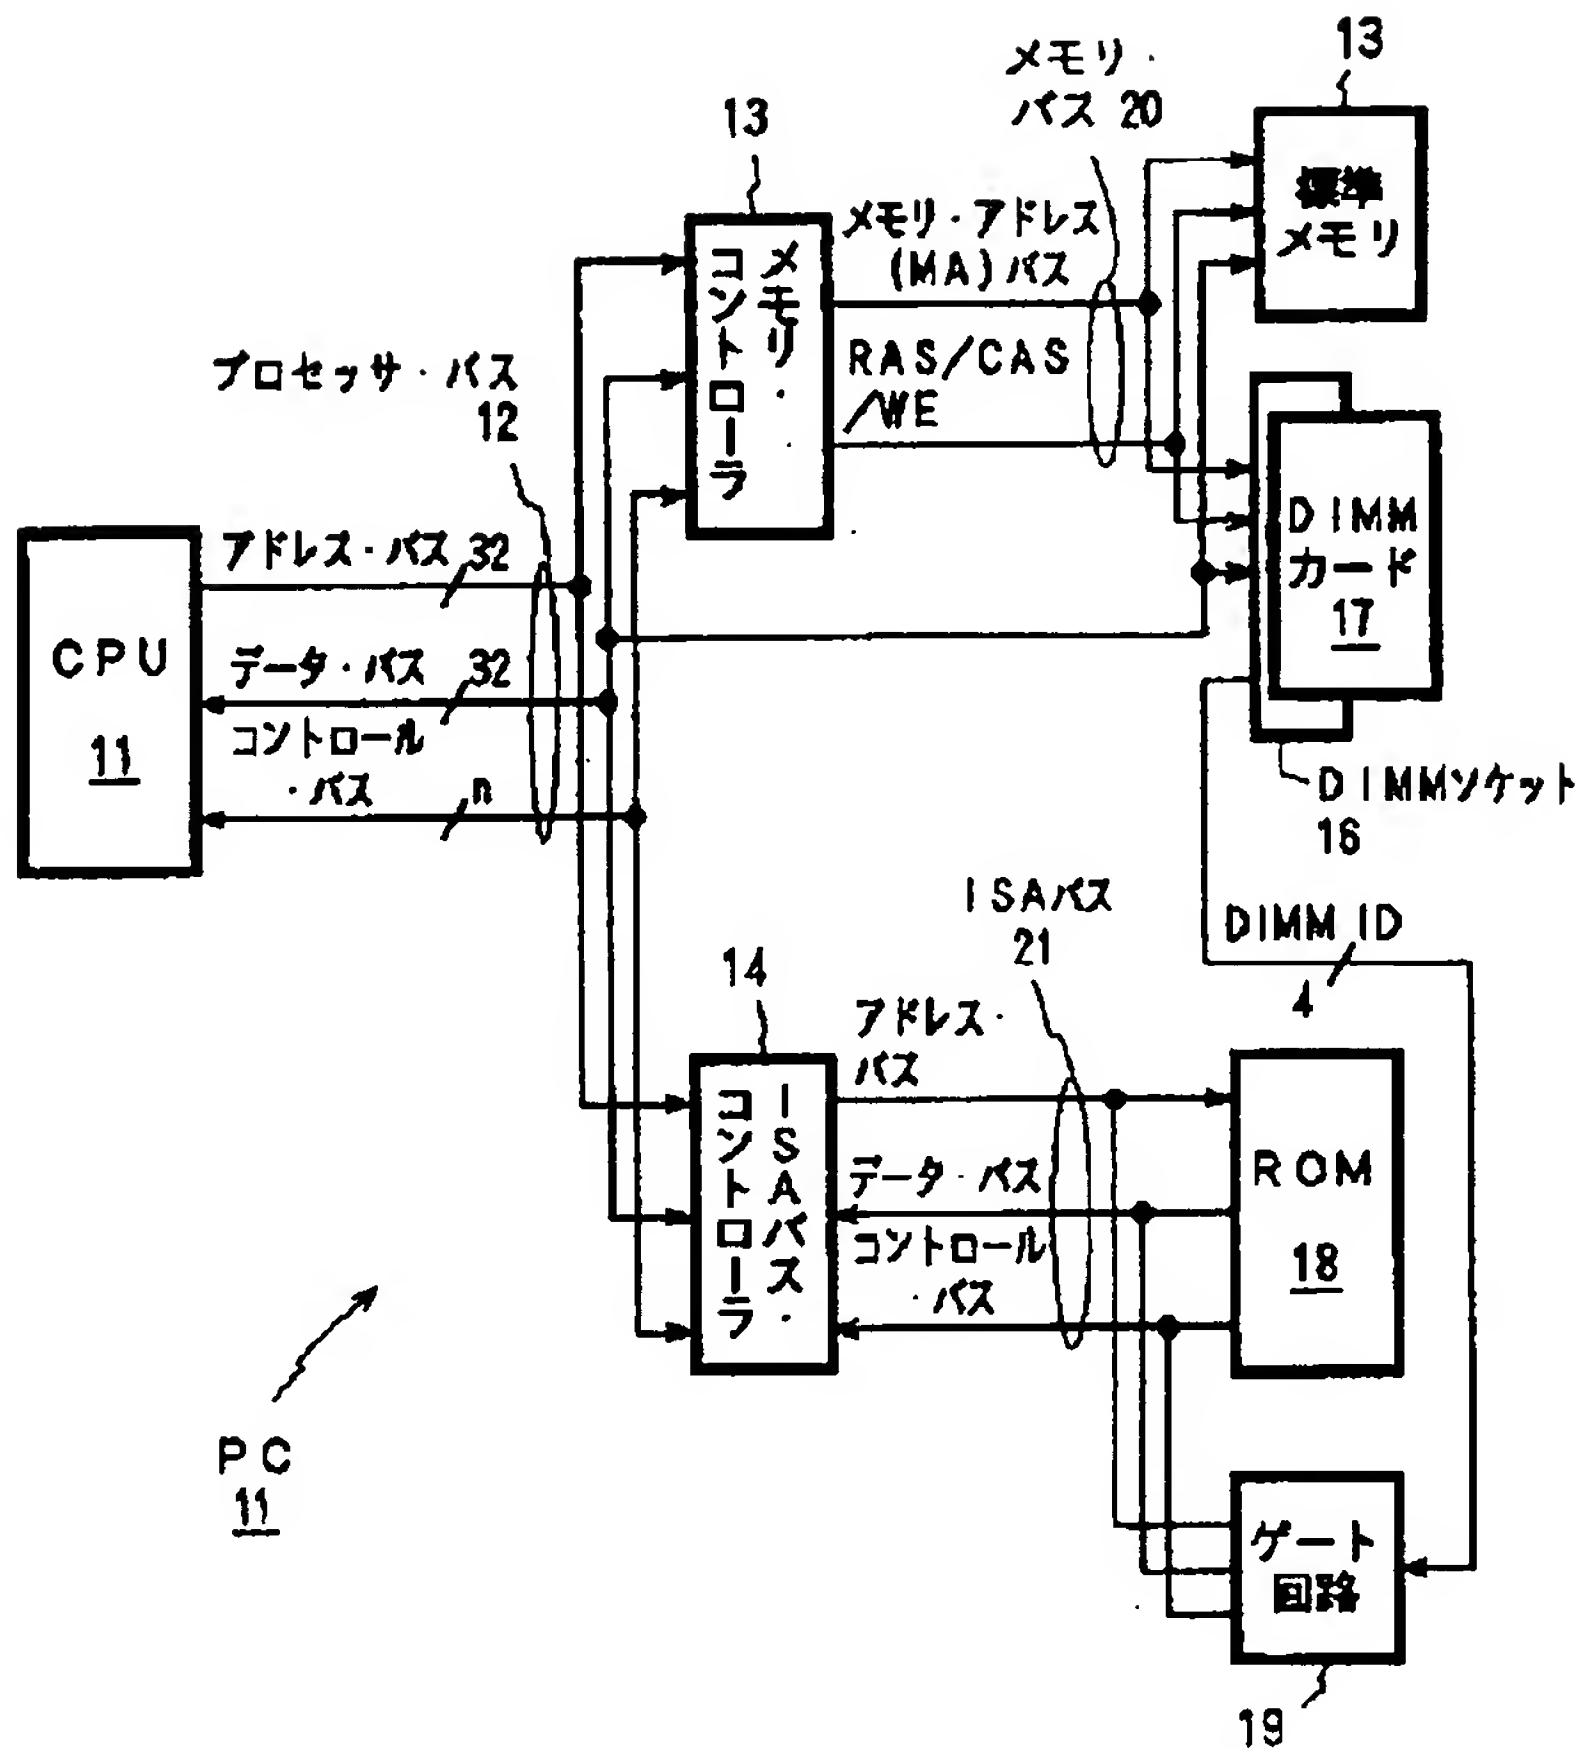 13
メモリ・
バス 20
13
標準
メモリ
メモリ・
コントローラ
メモリ・アドレス
(MA)バス
RAS/CAS
/WE
プロセッサ・バス
12
DIMM
カード
17
CPU
11
アドレス・バス 32
データ・バス 32
コントロール
・バス n
DIMMソケット
16
ISAバス
21
DIMM ID
4
14
ISAバス・
コントローラ
アドレス・
バス
データ・バス
コントロール
・バス
ROM
18
PC
11
ゲート
回路
19